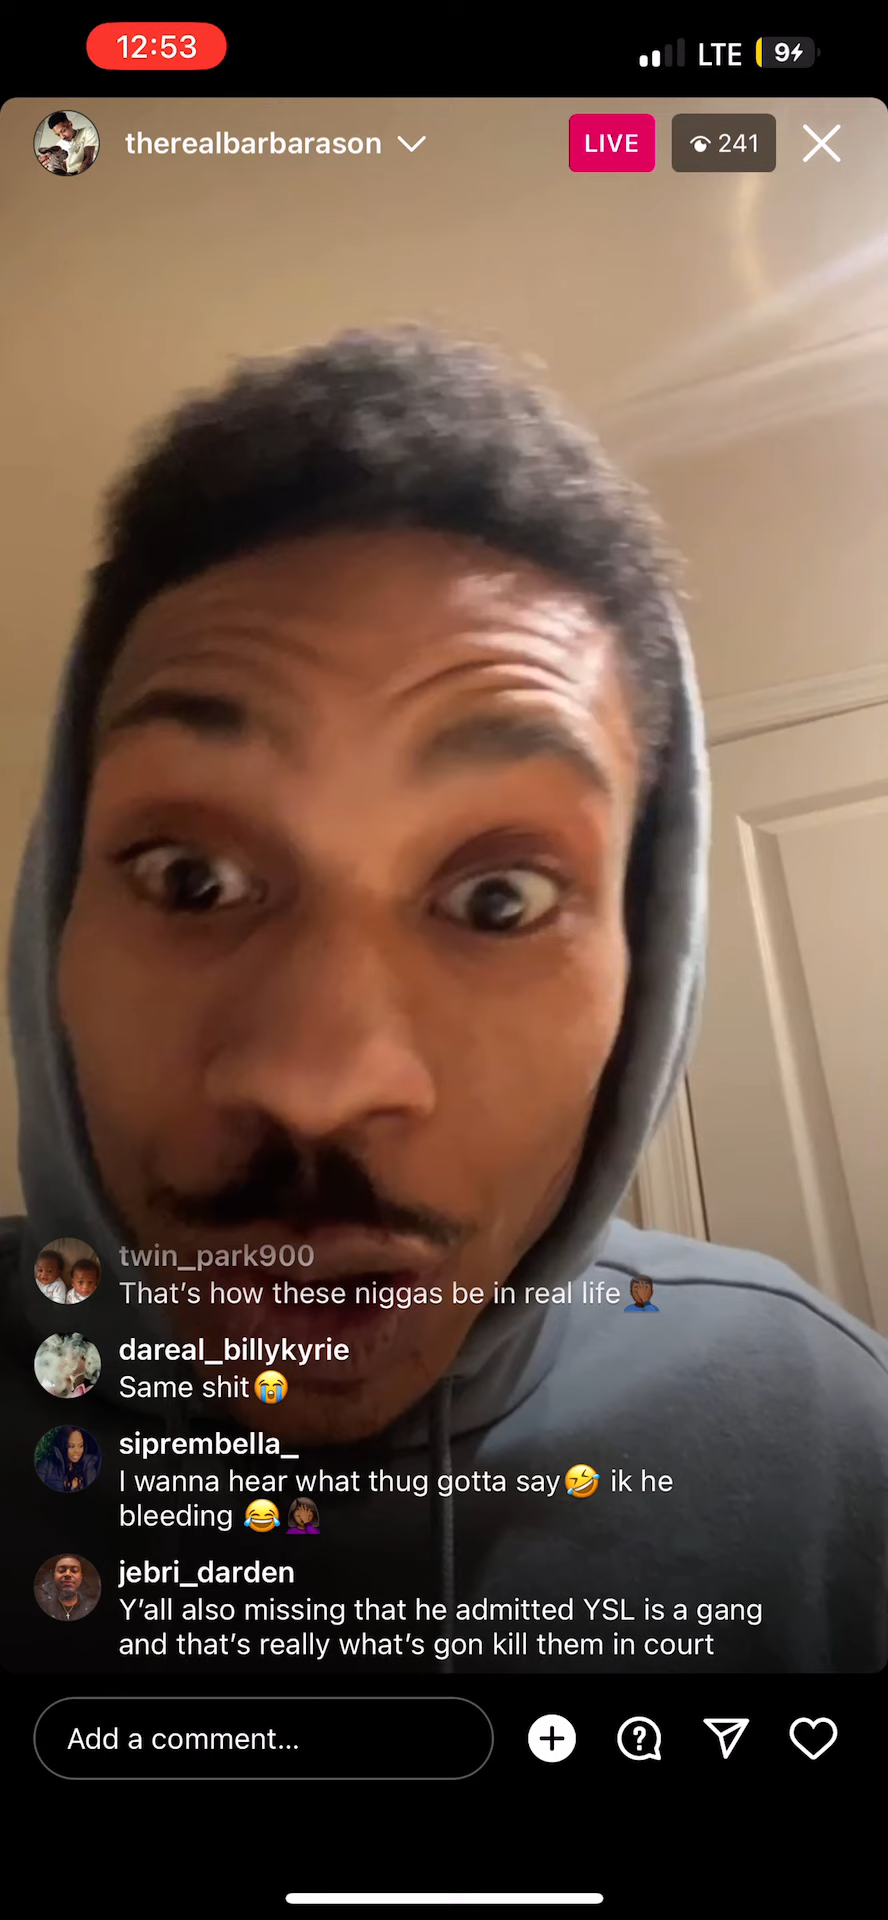 12:53
LTE
9
therealbarbarason
LIVE
241
twin_park900
That's how these niggas be in real life🤦🏾‍♂️
dareal_billykyrie
Same shit😭
siprembella_
I wanna hear what thug gotta say🤣 ik he
bleeding 😂🤦🏾‍♀️
jebri_darden
Y'all also missing that he admitted YSL is a gang
and that's really what's gon kill them in court
Add a comment...